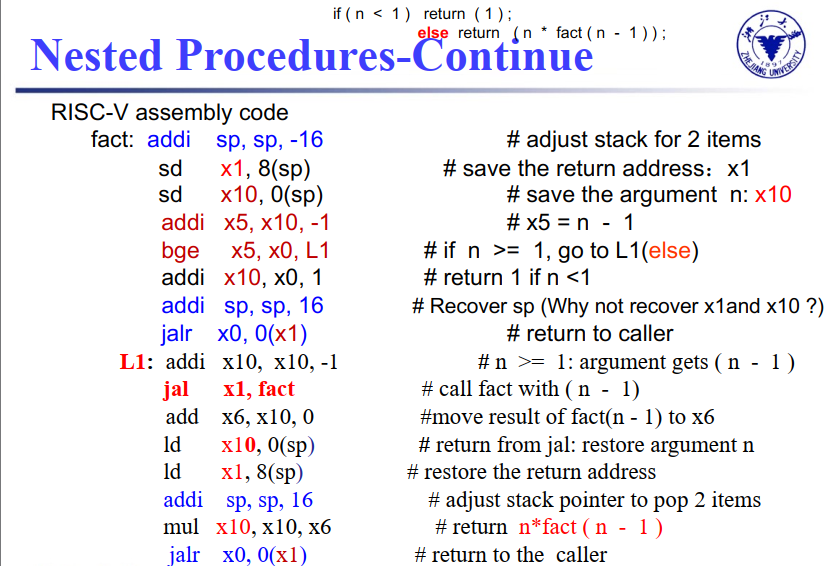 if ( n < 1 ) return ( 1 ) ;
else return ( n * fact ( n - 1 ) ) ;
Nested Procedures-Continue
ZHEJIANG UNIVERSITY
1897
RISC-V assembly code
fact: addi sp, sp, -16 # adjust stack for 2 items
sd x1, 8(sp) # save the return address：x1
sd x10, 0(sp) # save the argument n: x10
addi x5, x10, -1 # x5 = n - 1
bge x5, x0, L1 # if n >= 1, go to L1(else)
addi x10, x0, 1 # return 1 if n <1
addi sp, sp, 16 # Recover sp (Why not recover x1and x10 ?)
jalr x0, 0(x1) # return to caller
L1: addi x10, x10, -1 # n >= 1: argument gets ( n - 1 )
jal x1, fact # call fact with ( n - 1)
add x6, x10, 0 #move result of fact(n - 1) to x6
ld x10, 0(sp) # return from jal: restore argument n
ld x1, 8(sp) # restore the return address
addi sp, sp, 16 # adjust stack pointer to pop 2 items
mul x10, x10, x6 # return n*fact ( n - 1 )
jalr x0, 0(x1) # return to the caller